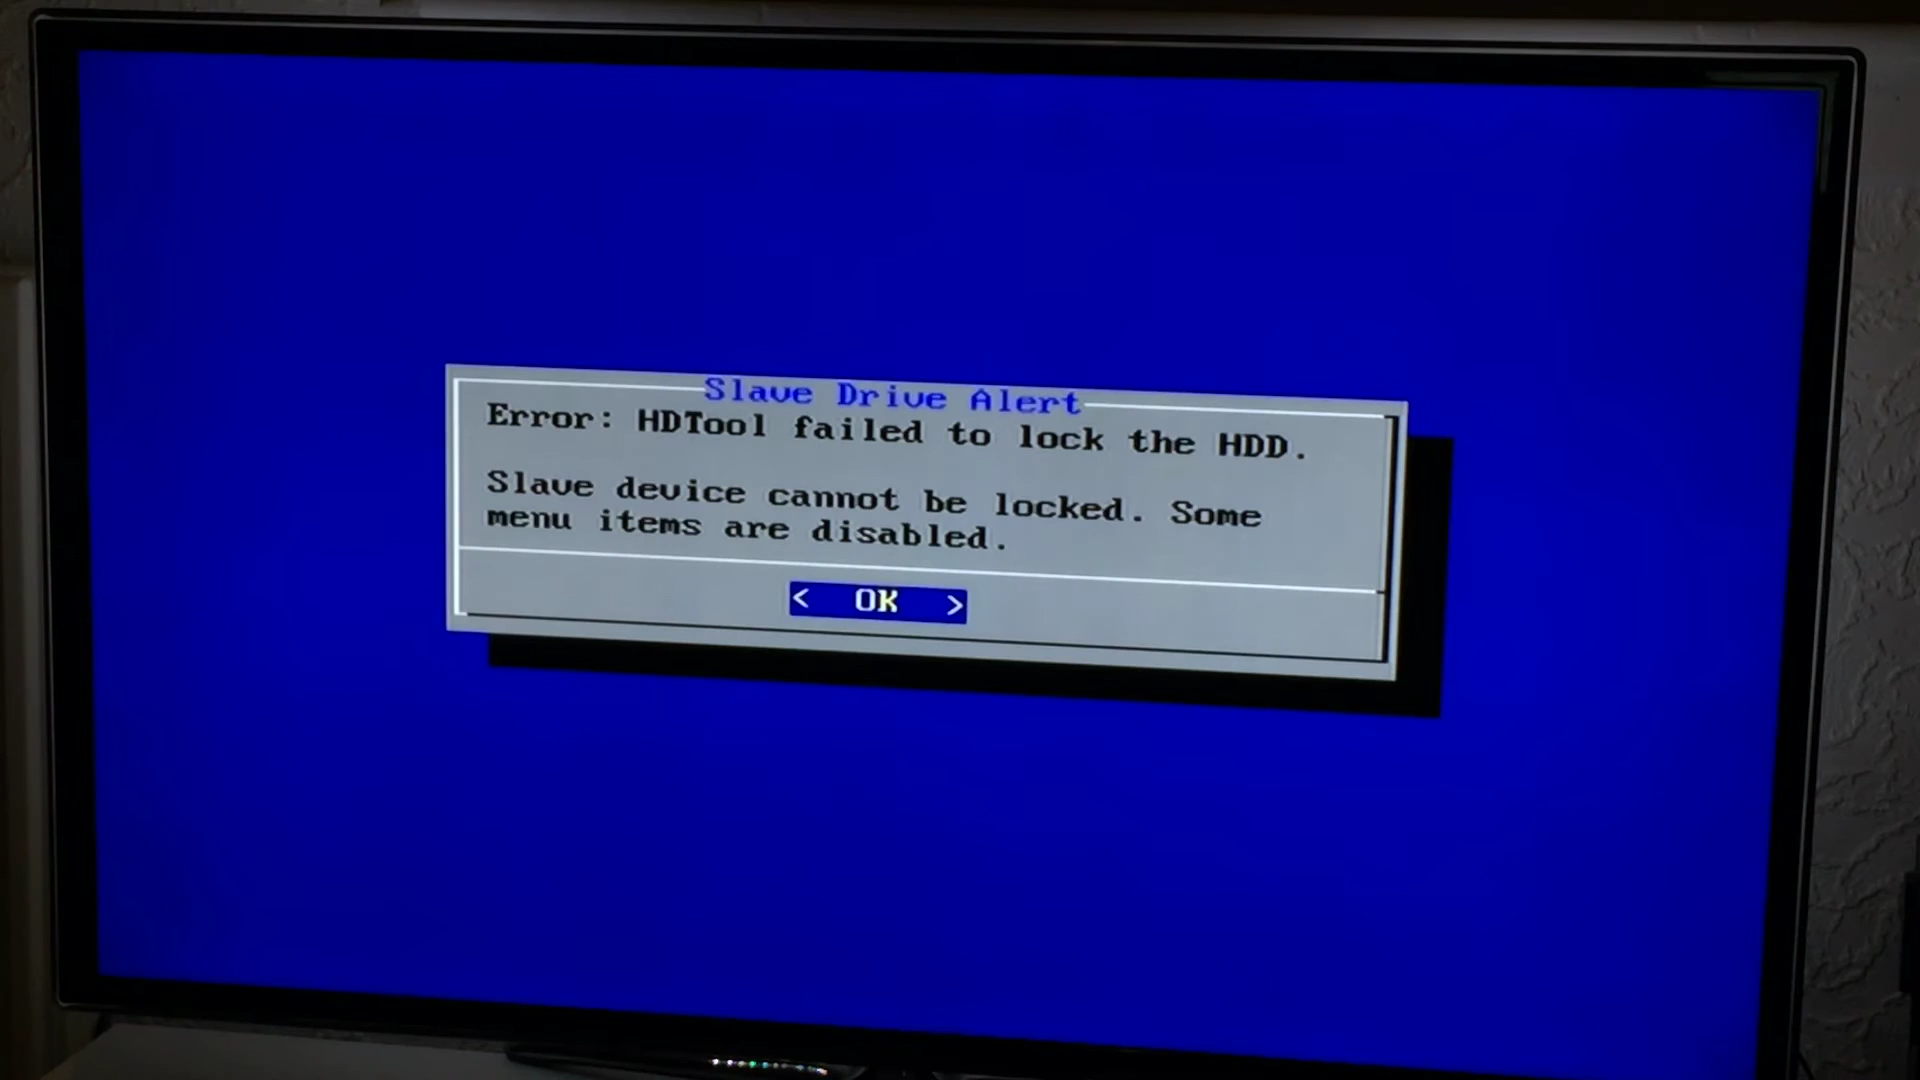 Slave Drive Alert
Error: HDTool failed to lock the HDD.
Slave device cannot be locked. Some
menu items are disabled.
< OK >